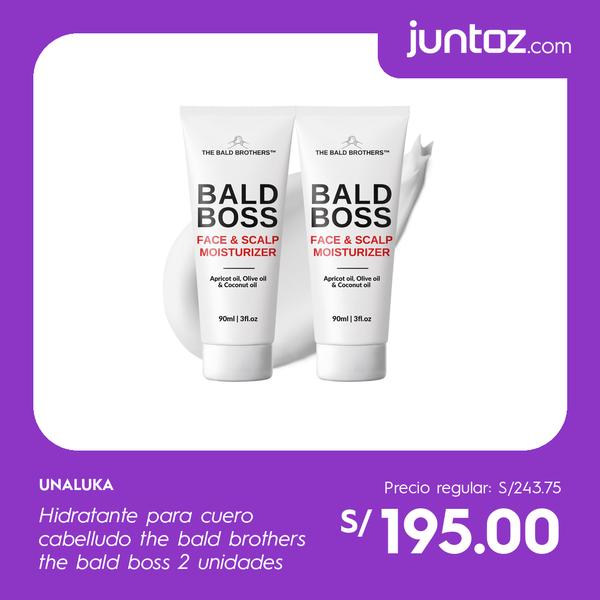 juntoz.com
THE BALD BROTHERS™
BALD
BOSS
FACE & SCALP
MOISTURIZER
Apricot oil, Olive oil
& Coconut oil
90ml | 3fl.oz
THE BALD BROTHERS™
BALD
BOSS
FACE & SCALP
MOISTURIZER
Apricot oil, Olive oil
& Coconut oil
90ml | 3fl.oz
UNALUKA
Hidratante para cuero
cabelludo the bald brothers
the bald boss 2 unidades
Precio regular: S/243.75
S/195.00